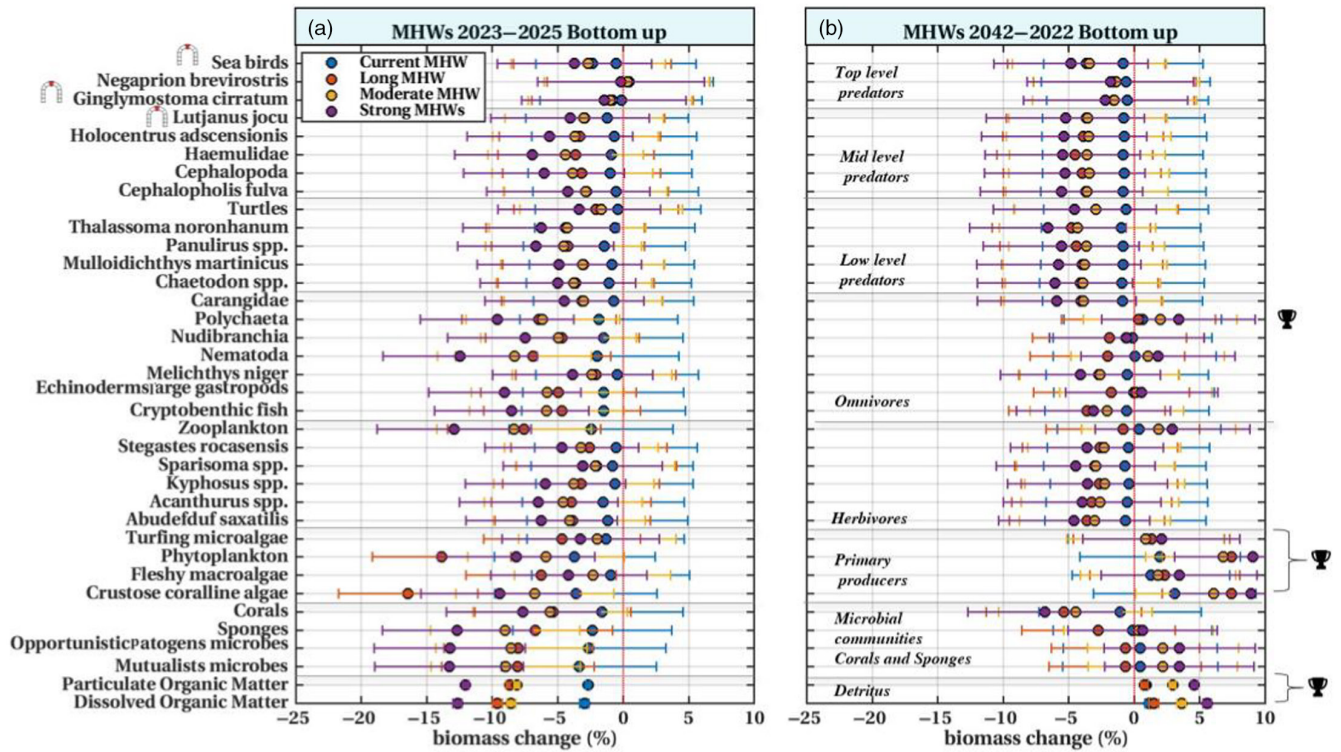 (a) MHWs 2023–2025 Bottom up
(b) MHWs 2042–2022 Bottom up
Current MHW
Long MHW
Moderate MHW
Strong MHWs
Sea birds
Negaprion brevirostris
Ginglymostoma cirratum
Lutjanus jocu
Holocentrus adscensionis
Haemulidae
Cephalopoda
Cephalopholis fulva
Turtles
Thalassoma noronhanum
Panulirus spp.
Mulloidichthys martinicus
Chaetodon spp.
Carangidae
Polychaeta
Nudibranchia
Nematoda
Melichthys niger
Echinodermslarge gastropods
Cryptobenthic fish
Zooplankton
Stegastes rocasensis
Sparisoma spp.
Kyphosus spp.
Acanthurus spp.
Abudefduf saxatilis
Turfing microalgae
Phytoplankton
Fleshy macroalgae
Crustose coralline algae
Corals
Sponges
Opportunisticpatogens microbes
Mutualists microbes
Particulate Organic Matter
Dissolved Organic Matter
−25 −20 −15 −10 −5 0 5 10
biomass change (%)
Top level
predators
Mid level
predators
Low level
predators
Omnivores
Herbivores
Primary
producers
Microbial
communities
Corals and Sponges
Detritus
−25 −15 −15 −10 −5 0 5 10
biomass change (%)